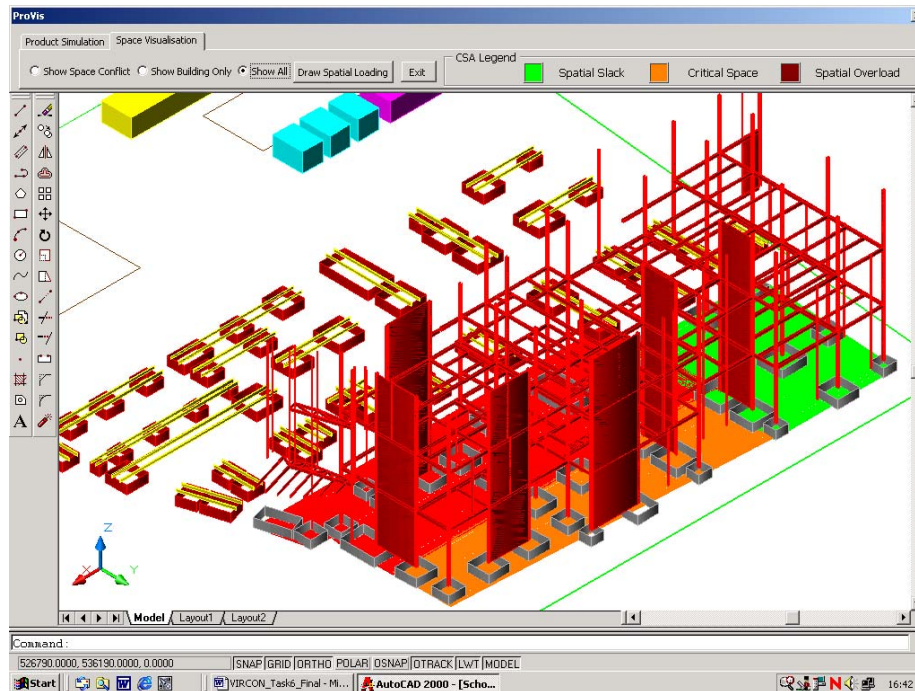 ProVis
Product Simulation Space Visualisation
Show Space Conflict Show Building Only Show All Draw Spatial Loading Exit
CSA Legend
Spatial Slack Critical Space Spatial Overload
A
Z
X Y
Model Layout1 Layout2
Command:
526790.0000, 536190.0000, 0.0000 SNAP GRID ORTHO POLAR OSNAP OTRACK LWT MODEL
Start VIRCON_Task6_Final - Mi... AutoCAD 2000 - [Scho... 16:42